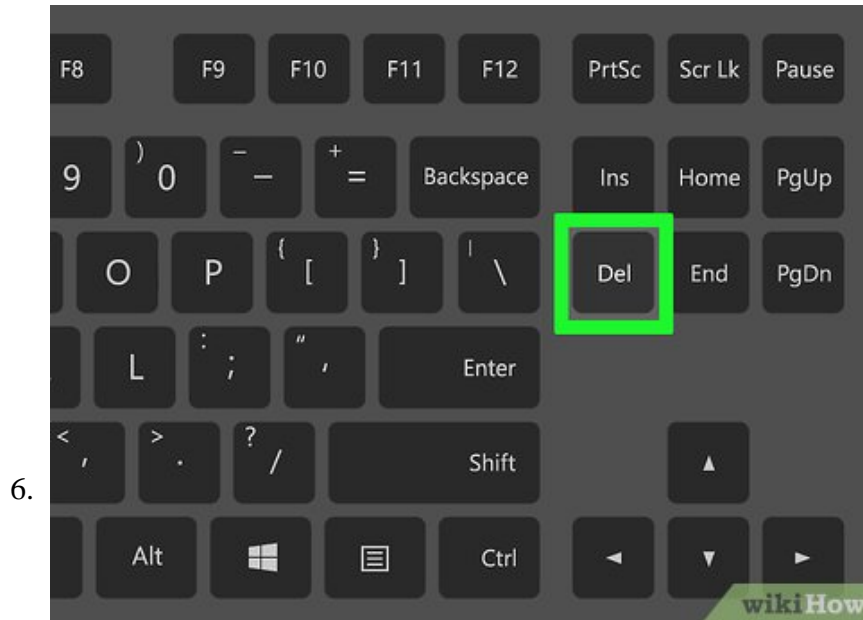 F8 F9 F10 F11 F12 PrtSc Scr Lk Pause
9 ) 0 – – + = Backspace Ins Home PgUp
O P { [ } ] | \ Del End PgDn
L : ; " ' Enter
< , > . ? / Shift
6.
Alt Ctrl
wikiHow